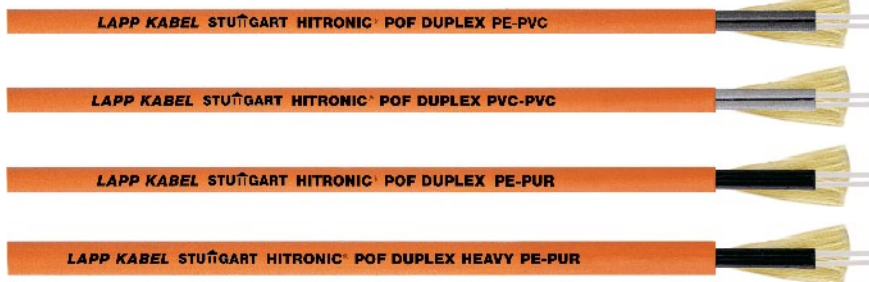 LAPP KABEL STUTTGART HITRONIC® POF DUPLEX PE-PVC
LAPP KABEL STUTTGART HITRONIC® POF DUPLEX PVC-PVC
LAPP KABEL STUTTGART HITRONIC® POF DUPLEX PE-PUR
LAPP KABEL STUTTGART HITRONIC® POF DUPLEX HEAVY PE-PUR